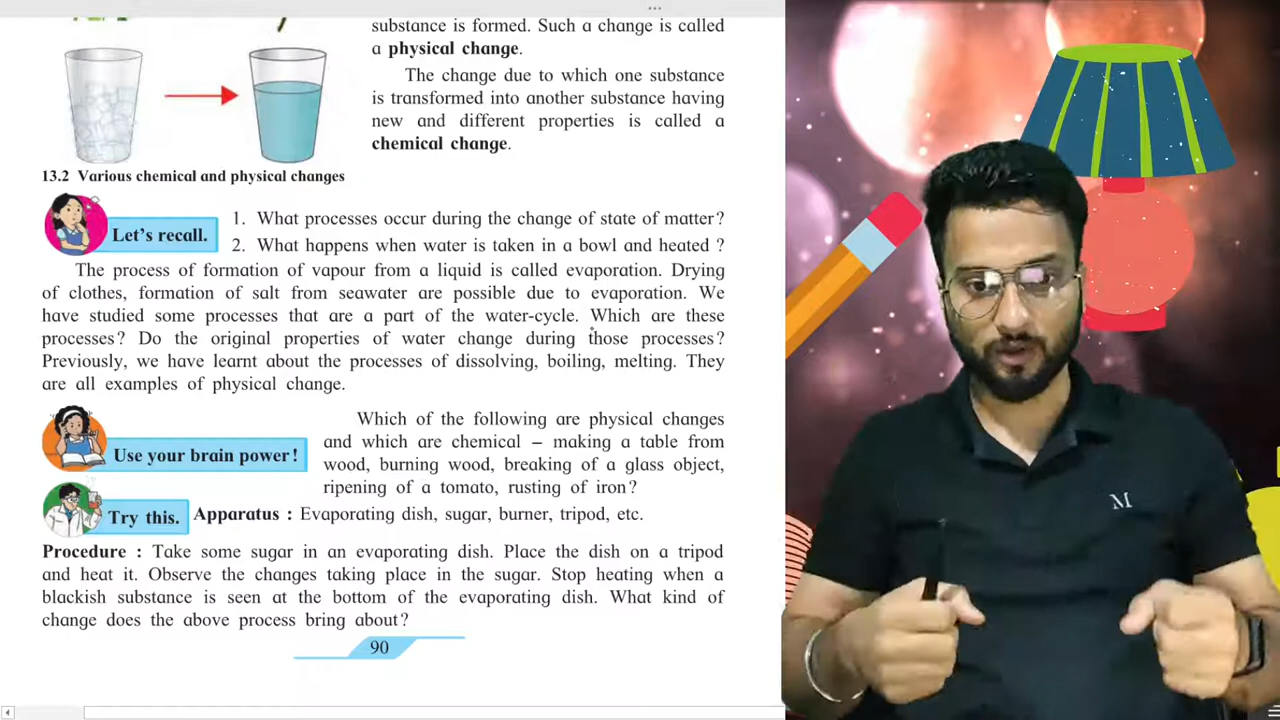 substance is formed. Such a change is called
a physical change.
The change due to which one substance
is transformed into another substance having
new and different properties is called a
chemical change.
13.2 Various chemical and physical changes
Let's recall.
1. What processes occur during the change of state of matter?
2. What happens when water is taken in a bowl and heated ?
The process of formation of vapour from a liquid is called evaporation. Drying
of clothes, formation of salt from seawater are possible due to evaporation. We
have studied some processes that are a part of the water-cycle. Which are these
processes? Do the original properties of water change during those processes?
Previously, we have learnt about the processes of dissolving, boiling, melting. They
are all examples of physical change.
Use your brain power!
Which of the following are physical changes
and which are chemical – making a table from
wood, burning wood, breaking of a glass object,
ripening of a tomato, rusting of iron?
Try this.
Apparatus : Evaporating dish, sugar, burner, tripod, etc.
Procedure : Take some sugar in an evaporating dish. Place the dish on a tripod
and heat it. Observe the changes taking place in the sugar. Stop heating when a
blackish substance is seen at the bottom of the evaporating dish. What kind of
change does the above process bring about?
90
M